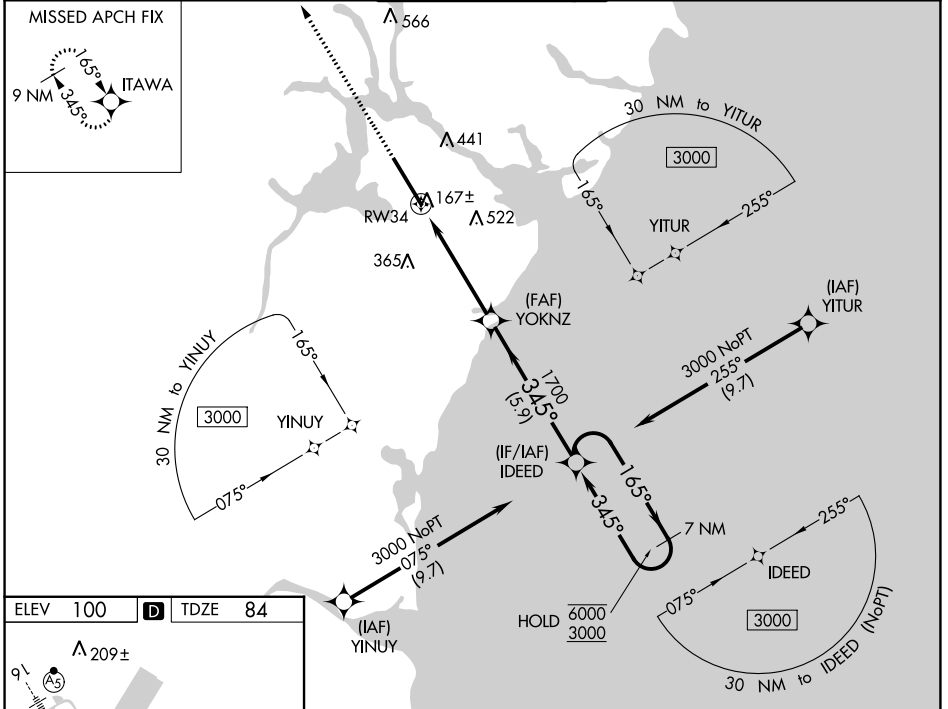 MISSED APCH FIX
165°
9 NM
345°
ITAWA
566
441
RW34
167±
522
365
30 NM to YITUR
3000
165°
255°
YITUR
(FAF)
YOKNZ
(IAF)
YITUR
3000 NoPT
255°
(9.7)
1700
345°
(5.9)
30 NM to YINUY
165°
3000
YINUY
075°
(IF/IAF)
IDEED
165°
345°
7 NM
3000 NoPT
075°
(9.7)
(IAF)
YINUY
HOLD
6000
3000
255°
IDEED
075°
3000
30 NM to IDEED (NoPT)
ELEV 100 D TDZE 84
209±
16
A5